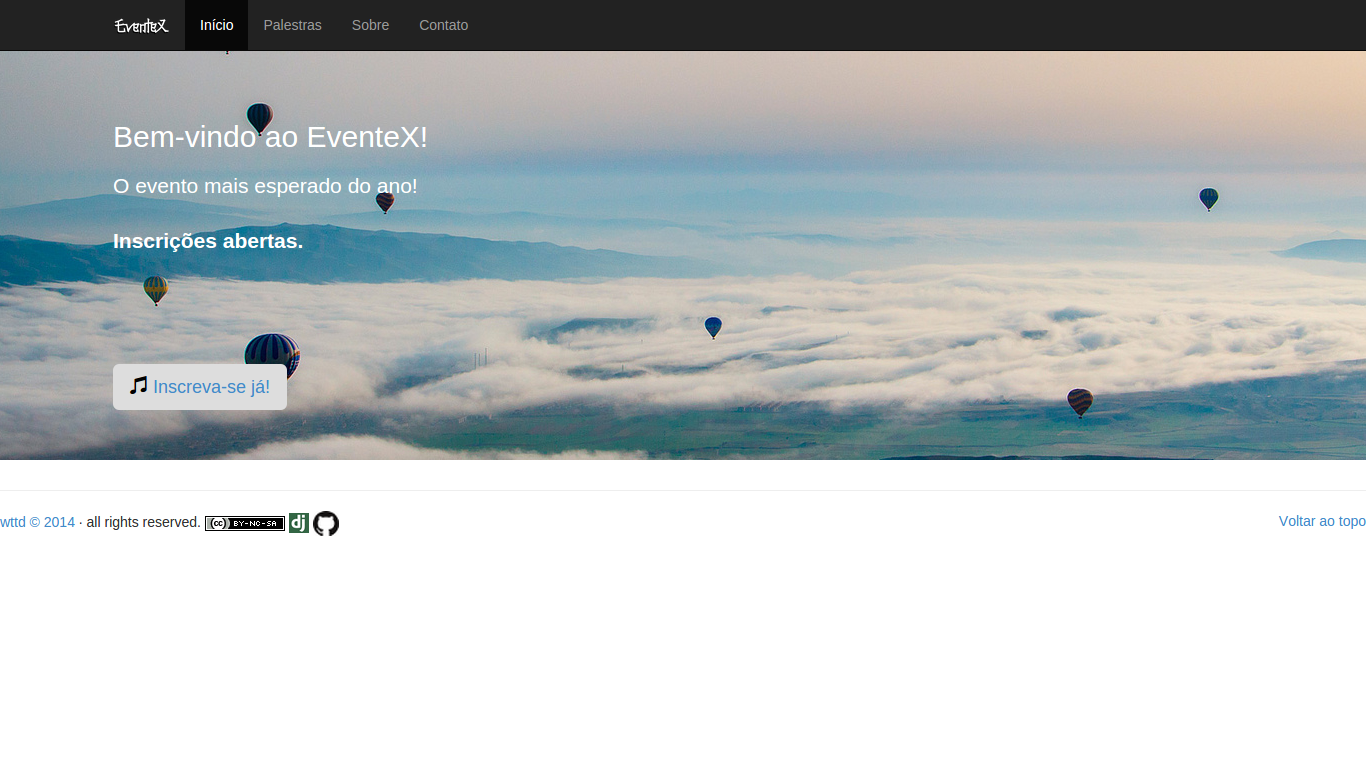 EventeX Início Palestras Sobre Contato
Bem-vindo ao EventeX!
O evento mais esperado do ano!
Inscrições abertas.
Inscreva-se já!
wttd © 2014 · all rights reserved. (cc) BY-NC-SA dj Voltar ao topo